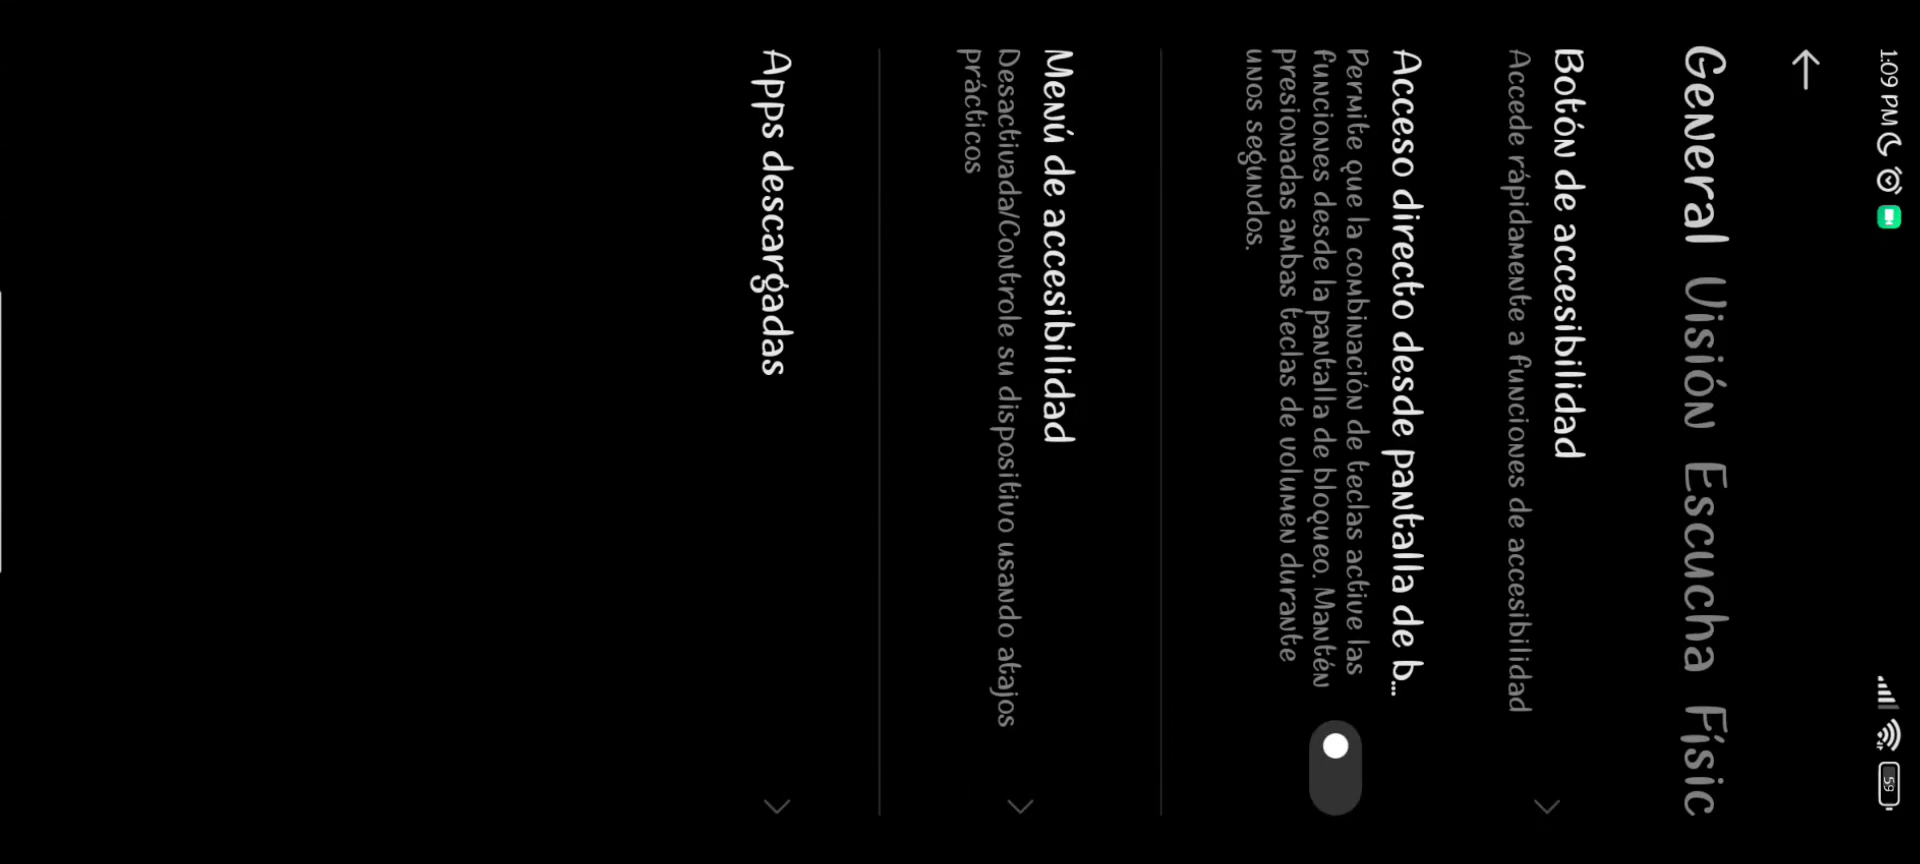 1:09 PM
59
General Visión Escucha Físic
Botón de accesibilidad
Accede rápidamente a funciones de accesibilidad
Acceso directo desde pantalla de b...
Permite que la combinación de teclas active las
funciones desde la pantalla de bloqueo. Mantén
presionadas ambas teclas de volumen durante
unos segundos.
Menú de accesibilidad
Desactivada/Controle su dispositivo usando atajos
prácticos
Apps descargadas